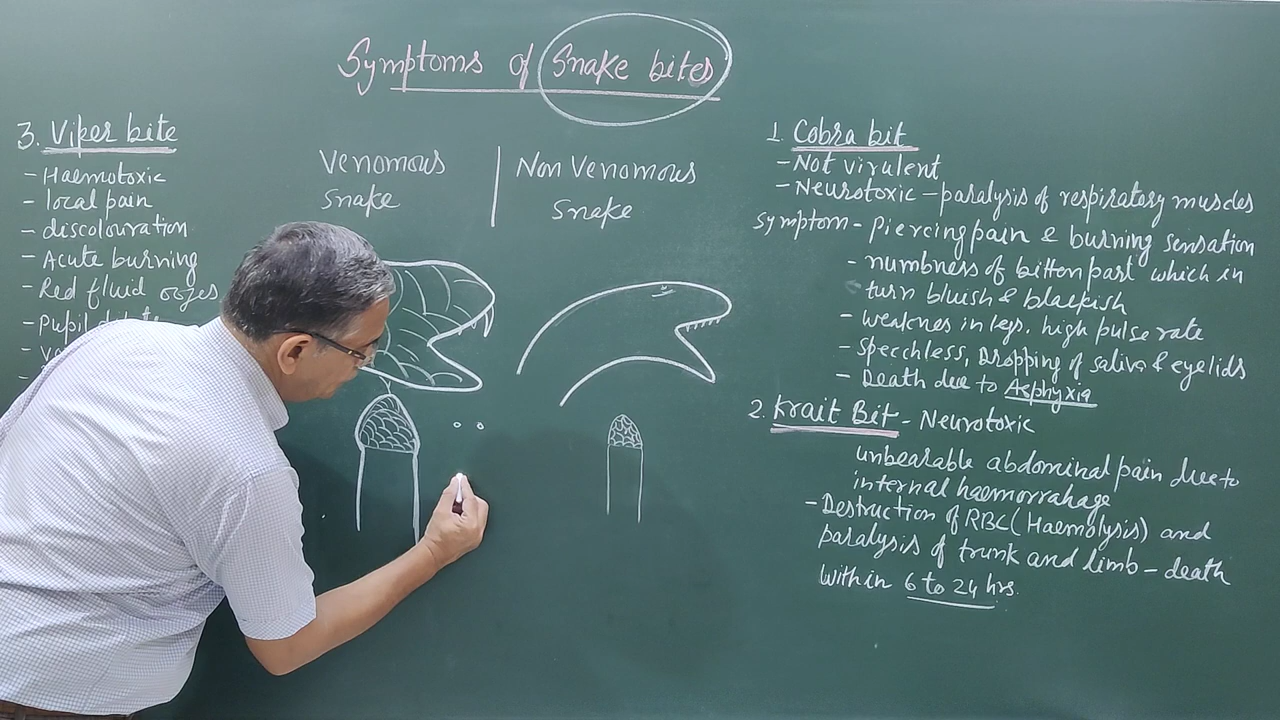 Symptoms of Snake bites
3. Viper bite
- Haemotoxic
- local pain
- discolouration
- Acute burning
- Red fluid oozes
- Pupil
Venomous
Snake
Non Venomous
Snake
1. Cobra bit
- Not virulent
- Neurotoxic - paralysis of respiratory muscles
symptom - Piercing pain & burning sensation
- numbness of bitten part which in
turn bluish & blackish
- weaknes in legs. high pulse rate
- Specchless, Dropping of saliva & eyelids
- Death due to Asphyxia
2. Krait Bit - Neurotoxic
unbearable abdominal pain due to
internal haemorrahage
- Destruction of RBC (Haemolysis) and
paralysis of trunk and limb - death
within 6 to 24 hrs.